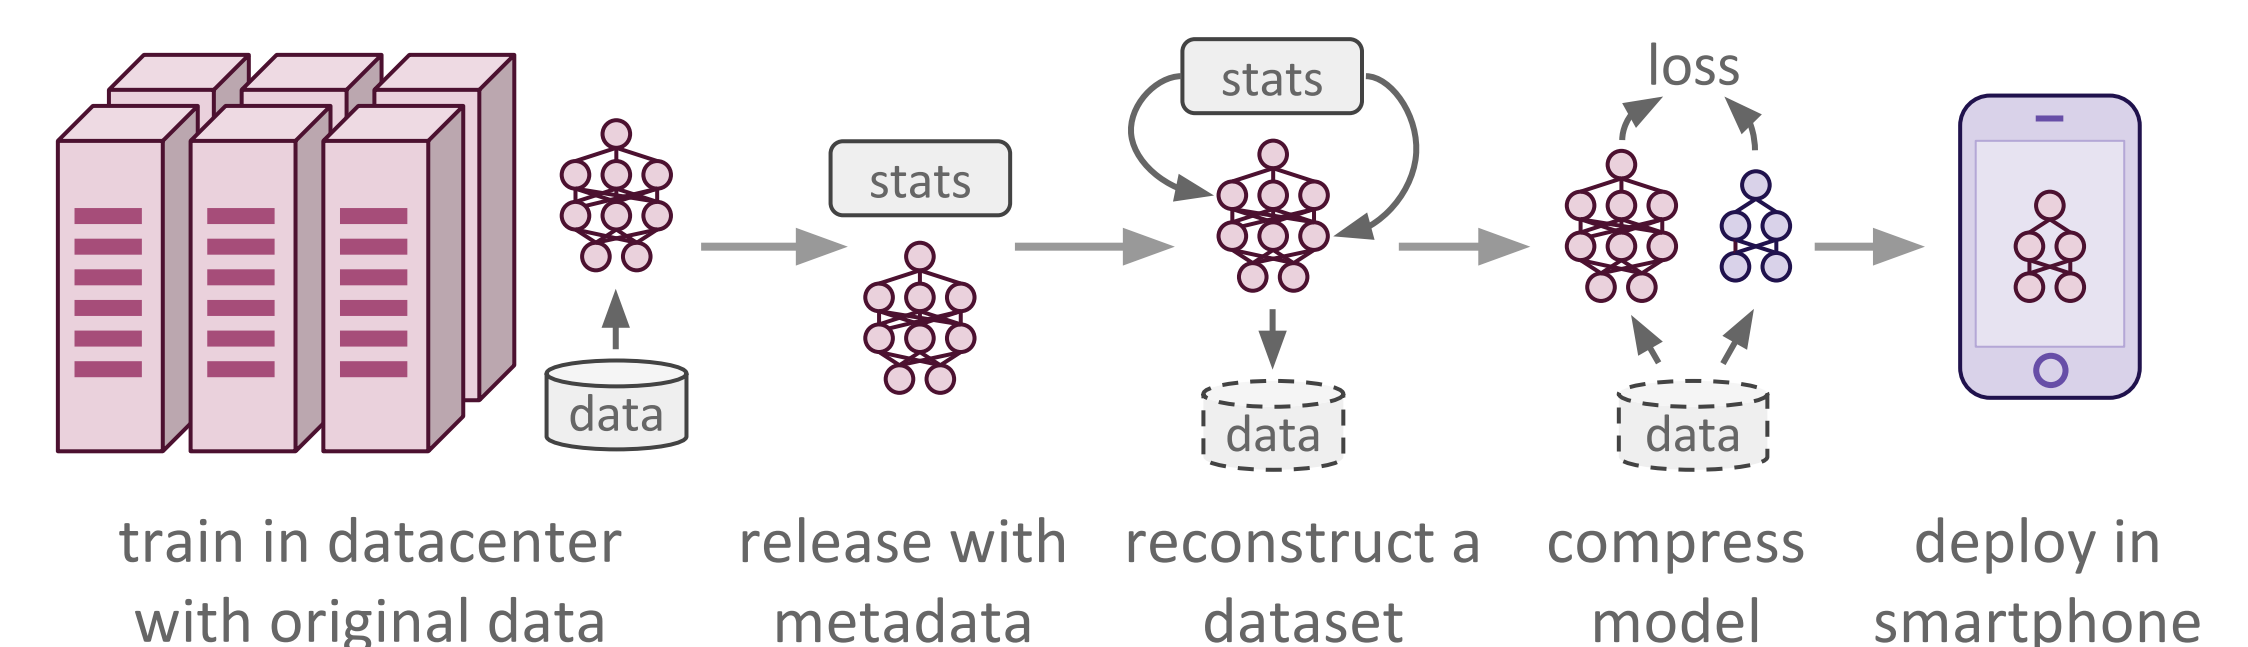 stats
loss
stats
data
data
data
train in datacenter
with original data
release with
metadata
reconstruct a
dataset
compress
model
deploy in
smartphone